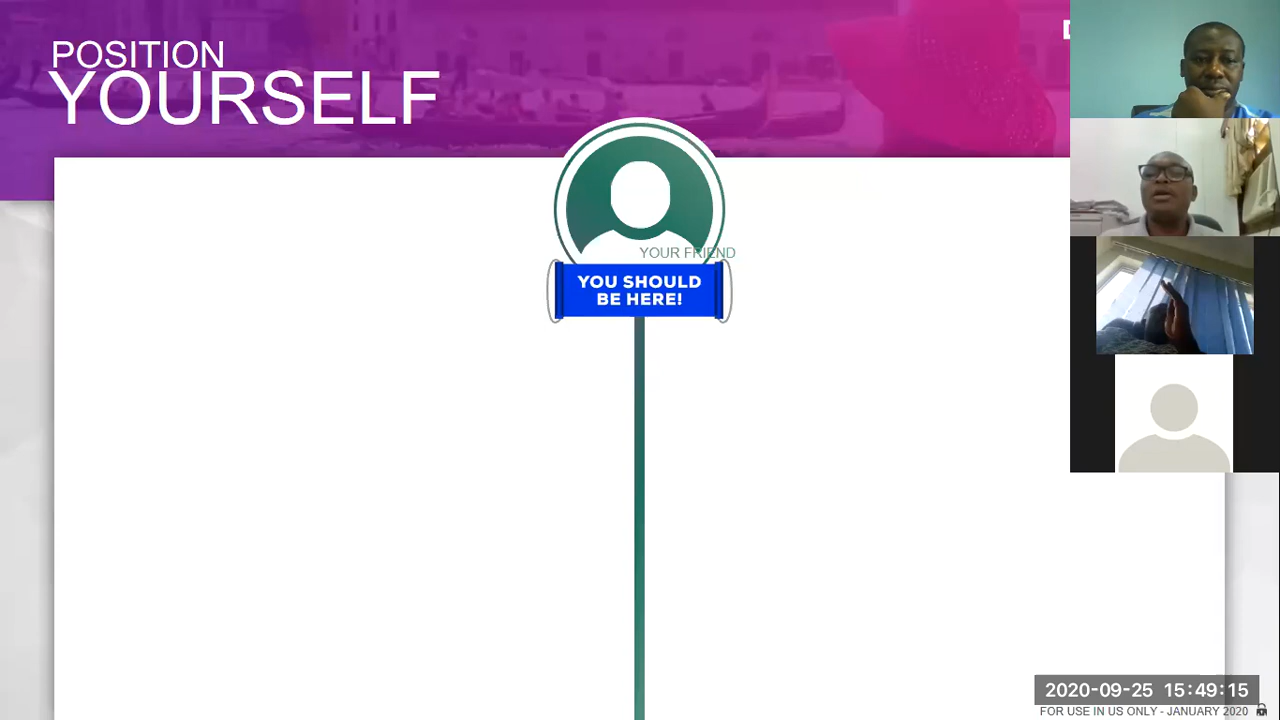 POSITION
YOURSELF
YOUR FRIEND
YOU SHOULD
BE HERE!
2020-09-25 15:49:15
FOR USE IN US ONLY - JANUARY 2020